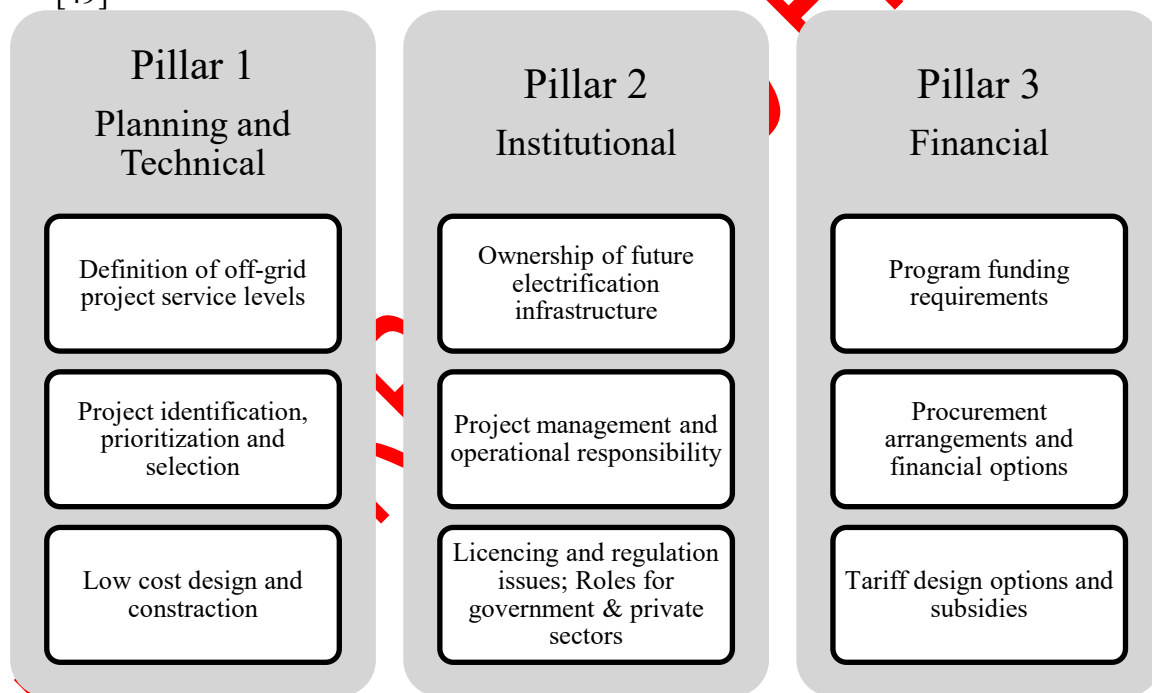 Pillar 1
Planning and
Technical
Definition of off-grid
project service levels
Project identification,
prioritization and
selection
Low cost design and
constraction
Pillar 2
Institutional
Ownership of future
electrification
infrastructure
Project management and
operational responsibility
Licencing and regulation
issues; Roles for
government & private
sectors
Pillar 3
Financial
Program funding
requirements
Procurement
arrangements and
financial options
Tariff design options and
subsidies